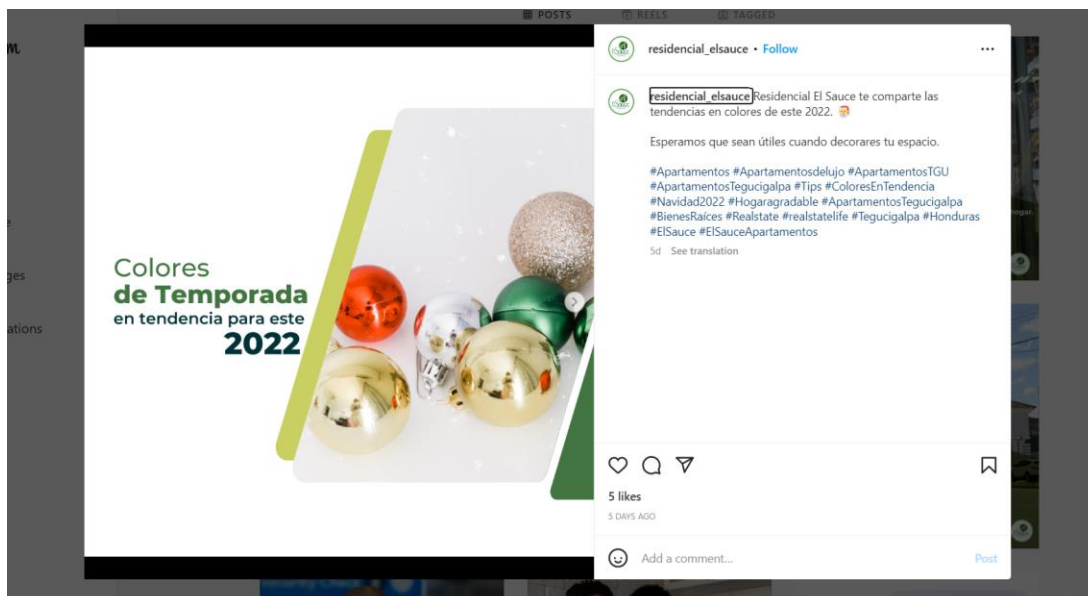 POSTS
REELS
TAGGED
Colores
de Temporada
en tendencia para este
2022
residencial_elsauce • Follow
residencial_elsauce Residencial El Sauce te comparte las
tendencias en colores de este 2022.
Esperamos que sean útiles cuando decorares tu espacio.
#Apartamentos #Apartamentosdelujo #ApartamentosTGU
#ApartamentosTegucigalpa #Tips #ColoresEnTendencia
#Navidad2022 #Hogaragradable #ApartamentosTegucigalpa
#BienesRaíces #Realstate #realstatelife #Tegucigalpa #Honduras
#ElSauce #ElSauceApartamentos
5d See translation
5 likes
5 DAYS AGO
Add a comment...
Post